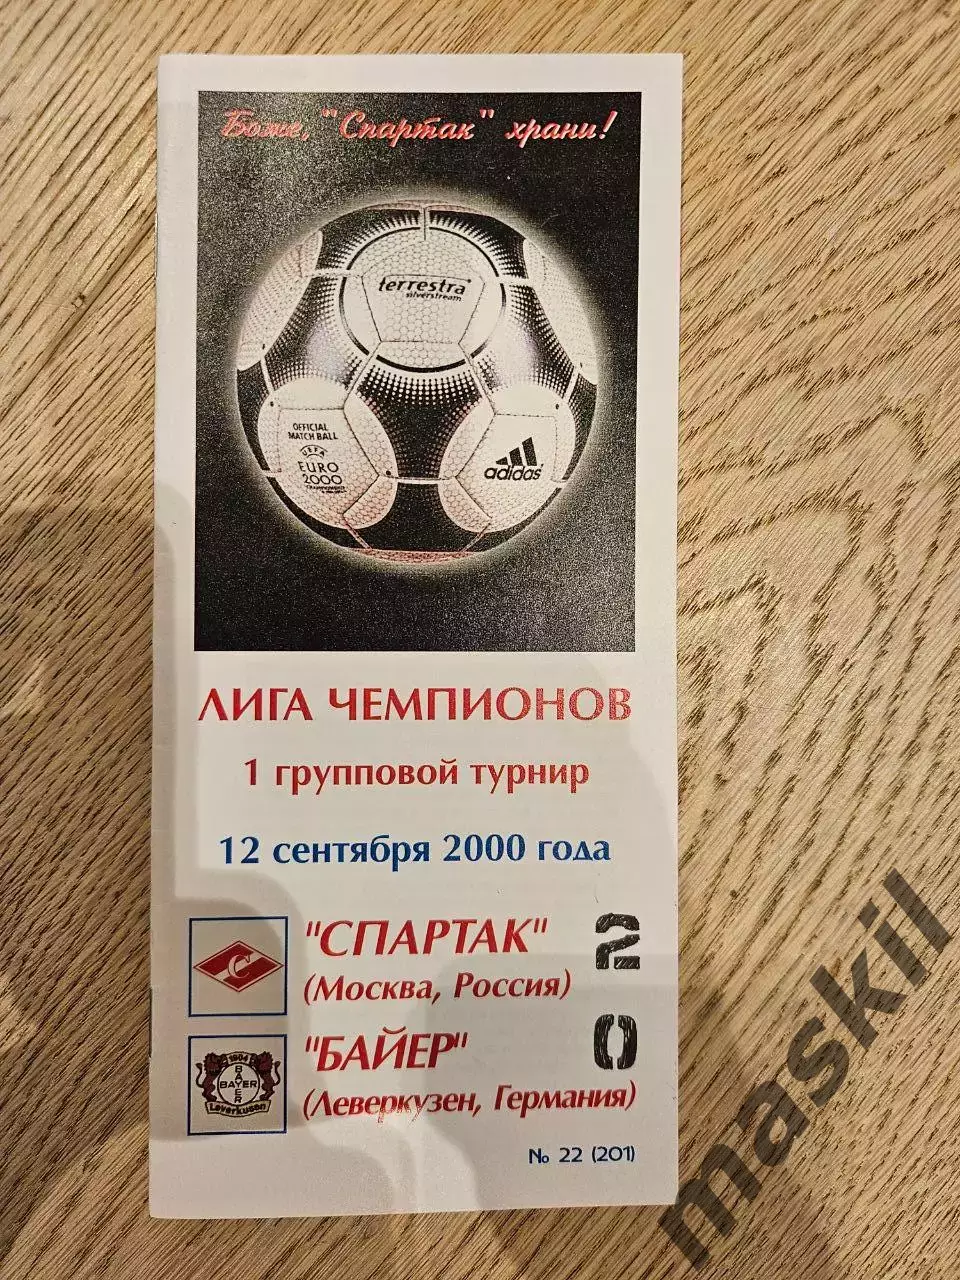 Боже, "Спартак" храни!
terrestra
silverstream
OFFICIAL
MATCH BALL
UEFA
EURO
2000
adidas
ЛИГА ЧЕМПИОНОВ
1 групповой турнир
12 сентября 2000 года
"СПАРТАК" 2
(Москва, Россия)
С
"БАЙЕР" 0
(Леверкузен, Германия)
1904
BAYER
BAYER
Leverkusen
№ 22 (201)
maskil